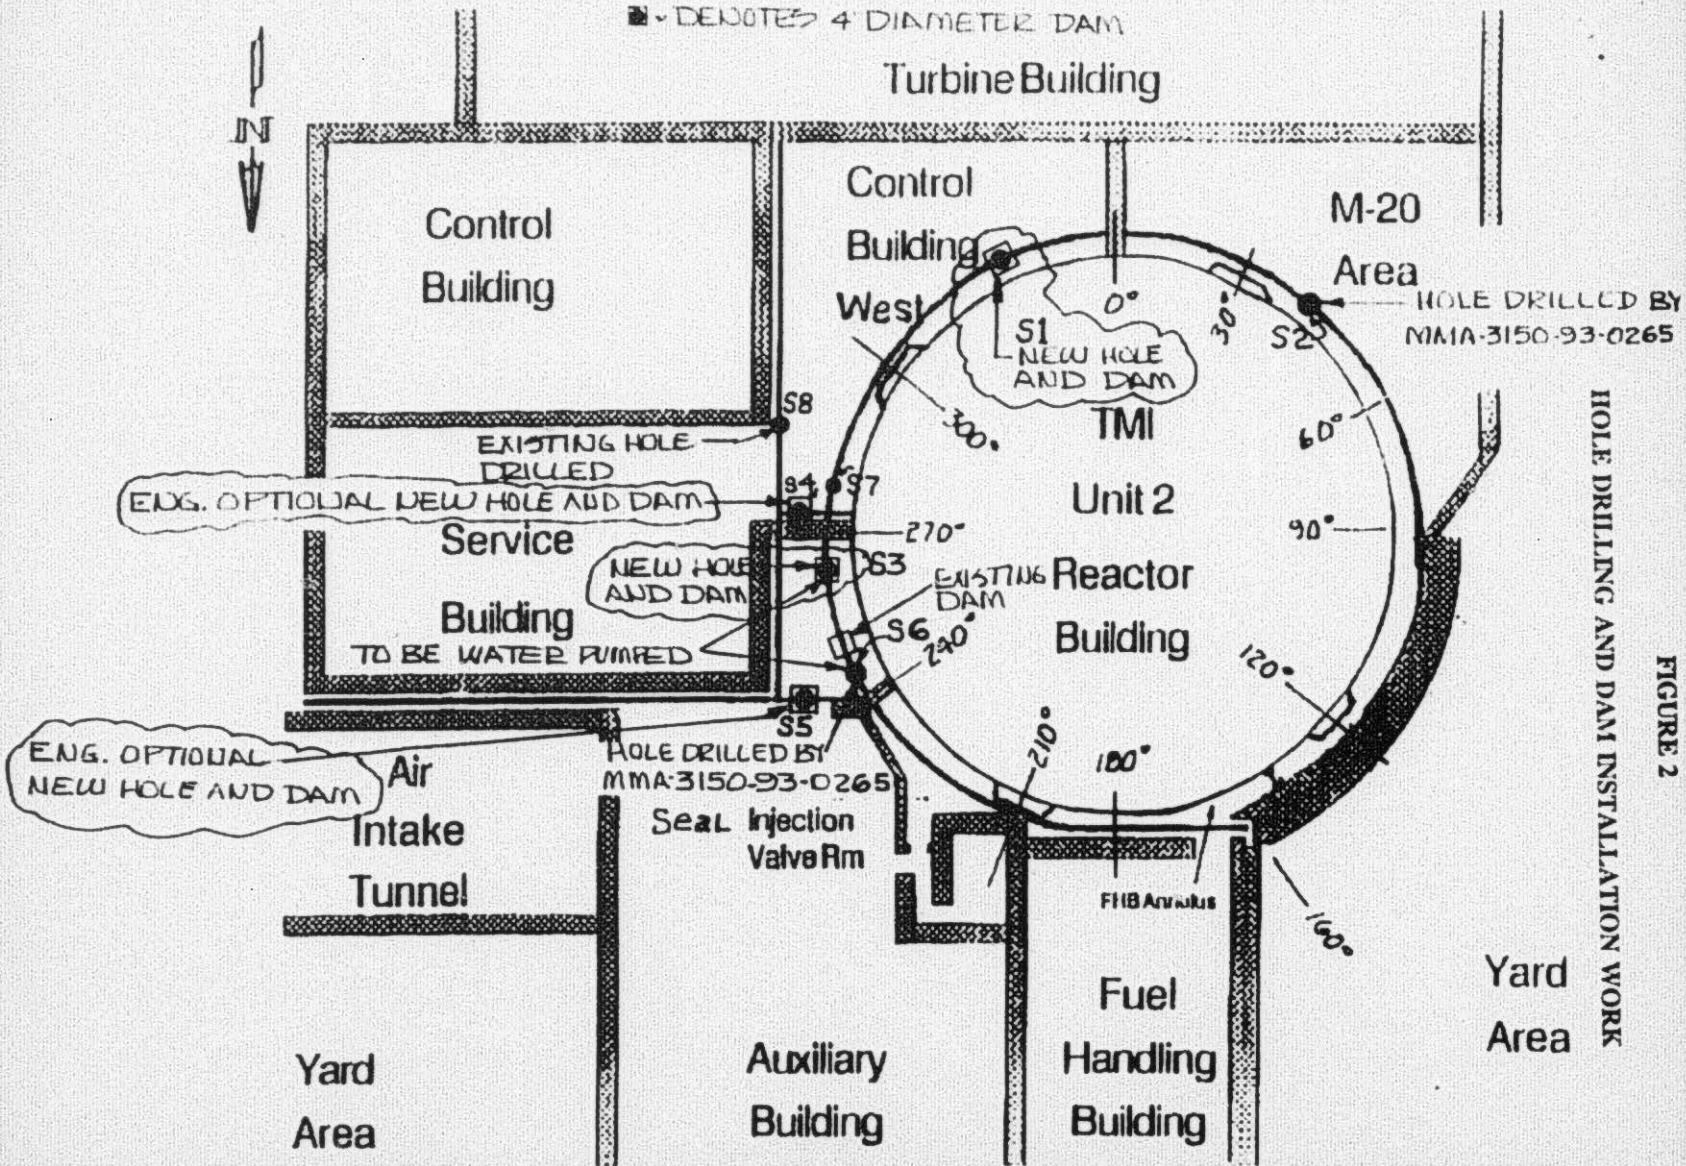 - DENOTES 4' DIAMETER DAM
Turbine Building
N
Control
Building
Control
Building
West
M-20
Area
HOLE DRILLED BY
MMA-3150-93-0265
S1
NEW HOLE
AND DAM
0°
30°
S2
60°
90°
120°
160°
180°
210°
240°
270°
300°
TMI
Unit 2
Reactor
Building
S8
EXISTING HOLE
DRILLED
S4
S7
ENG. OPTIONAL NEW HOLE AND DAM
Service
Building
NEW HOLE
AND DAM
S3
EXISTING
DAM
S6
TO BE WATER PUMPED
S5
ENG. OPTIONAL
NEW HOLE AND DAM
HOLE DRILLED BY
MMA-3150-93-0265
Air
Intake
Tunnel
Seal Injection
Valve Rm
FHB Annulus
Yard
Area
Auxiliary
Building
Fuel
Handling
Building
Yard
Area
FIGURE 2
HOLE DRILLING AND DAM INSTALLATION WORK